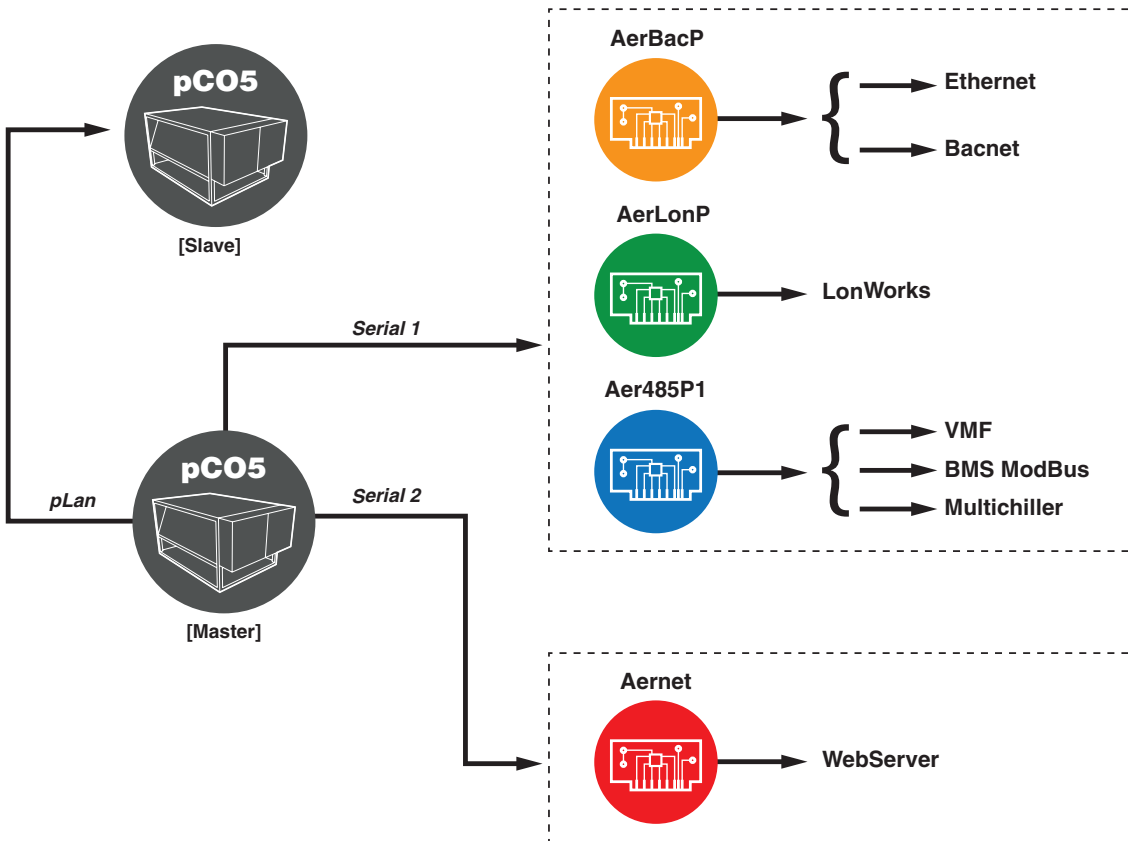 pCO5
[Slave]
pLan
pCO5
[Master]
Serial 1
Serial 2
AerBacP
Ethernet
Bacnet
AerLonP
LonWorks
Aer485P1
VMF
BMS ModBus
Multichiller
Aernet
WebServer